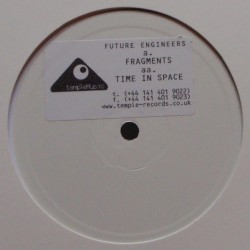 FUTURE ENGINEERS
a.
FRAGMENTS
aa.
TIME IN SPACE
t. (+44 141 401 9022)
f. (+44 141 401 9023)
www.temple-records.co.uk